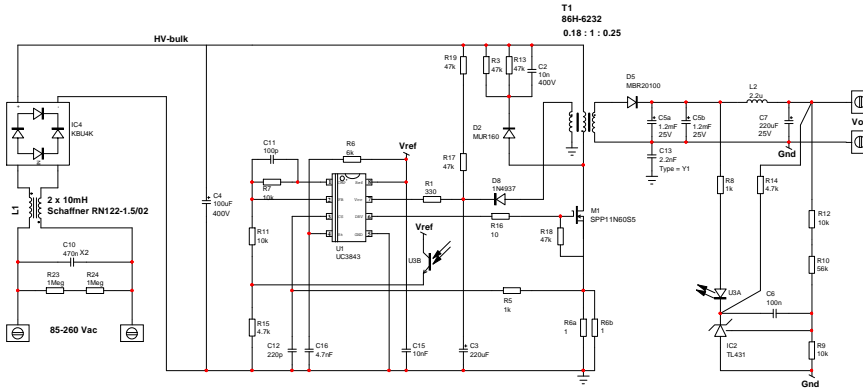 T1
86H-6232
0.18 : 1 : 0.25
HV-bulk
R19
47k
R3
47k
R13
47k
C2
10n
400V
D5
MBR20100
L2
2.2u
IC4
KBU4K
D2
MUR160
C5a
1.2mF
25V
C5b
1.2mF
25V
C7
220uF
25V
Vo
Gnd
C11
100p
R6
6k
Vref
C13
2.2nF
Type = Y1
R17
47k
R7
10k
R1
330
D8
1N4937
R8
1k
R14
4.7k
L1
2 x 10mH
Schaffner RN122-1.5/02
C4
100uF
400V
M1
SPP11N60S5
R12
10k
R16
10
R18
47k
Vref
R11
10k
U1
UC3843
U3B
C10
470n X2
R10
56k
R23
1Meg
R24
1Meg
U3A
C6
100n
R5
1k
85-260 Vac
R15
4.7k
R6a
1
R6b
1
C12
220p
C16
4.7nF
C15
10nF
C3
220uF
IC2
TL431
R9
10k
Gnd